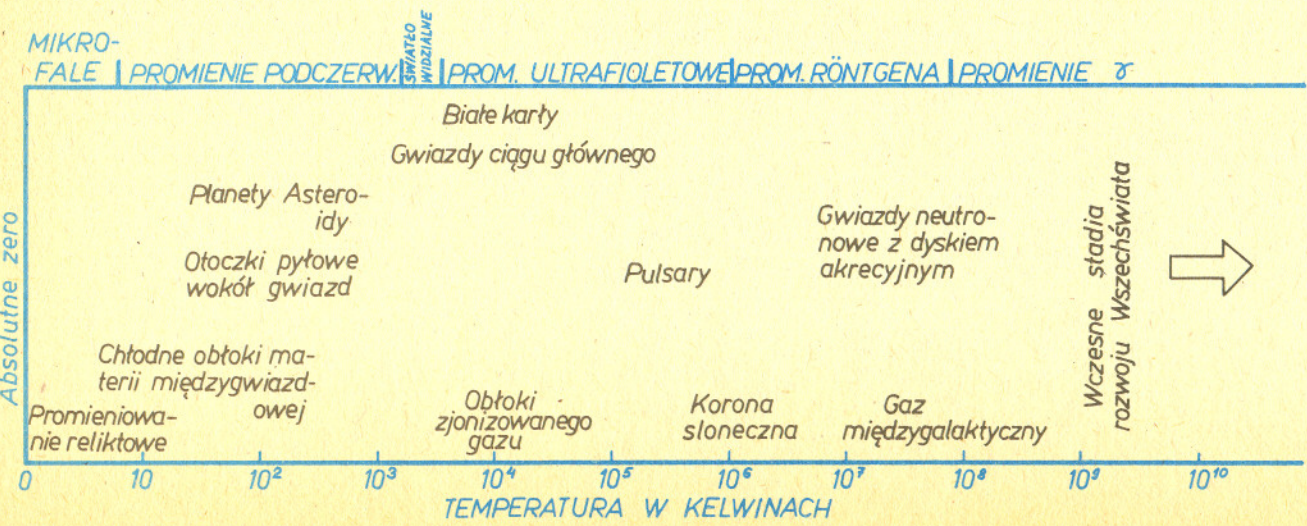 MIKRO-
FALE
PROMIENIE PODCZERW.
ŚWIATŁO
WIDZIALNE
PROM. ULTRAFIOLETOWE
PROM. RÖNTGENA
PROMIENIE γ
Białe karły
Gwiazdy ciągu głównego
Planety Astero-
idy
Otoczki pyłowe
wokół gwiazd
Pulsary
Gwiazdy neutro-
nowe z dyskiem
akrecyjnym
Wczesne stadia
rozwoju Wszechświata
Chłodne obłoki ma-
terii międzygwiazd-
owej
Promieniowa-
nie reliktowe
Obłoki
zjonizowanego
gazu
Korona
sloneczna
Gaz
międzygalaktyczny
Absolutne zero
0 10 10² 10³ 10⁴ 10⁵ 10⁶ 10⁷ 10⁸ 10⁹ 10¹⁰
TEMPERATURA W KELWINACH